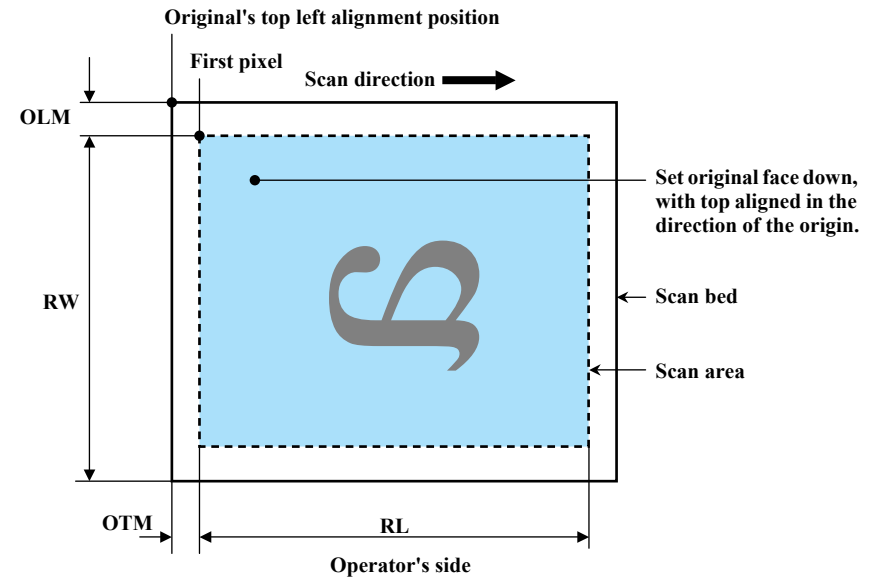 Original's top left alignment position
First pixel
Scan direction
OLM
Set original face down,
with top aligned in the
direction of the origin.
RW
Scan bed
Scan area
OTM
RL
Operator's side